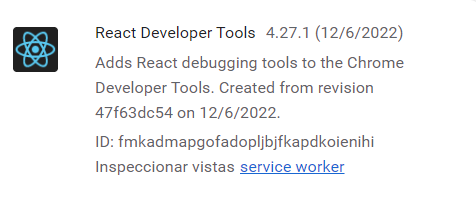 React Developer Tools 4.27.1 (12/6/2022)
Adds React debugging tools to the Chrome
Developer Tools. Created from revision
47f63dc54 on 12/6/2022.
ID: fmkadmapgofadopljbjfkapdkoienihi
Inspeccionar vistas service worker